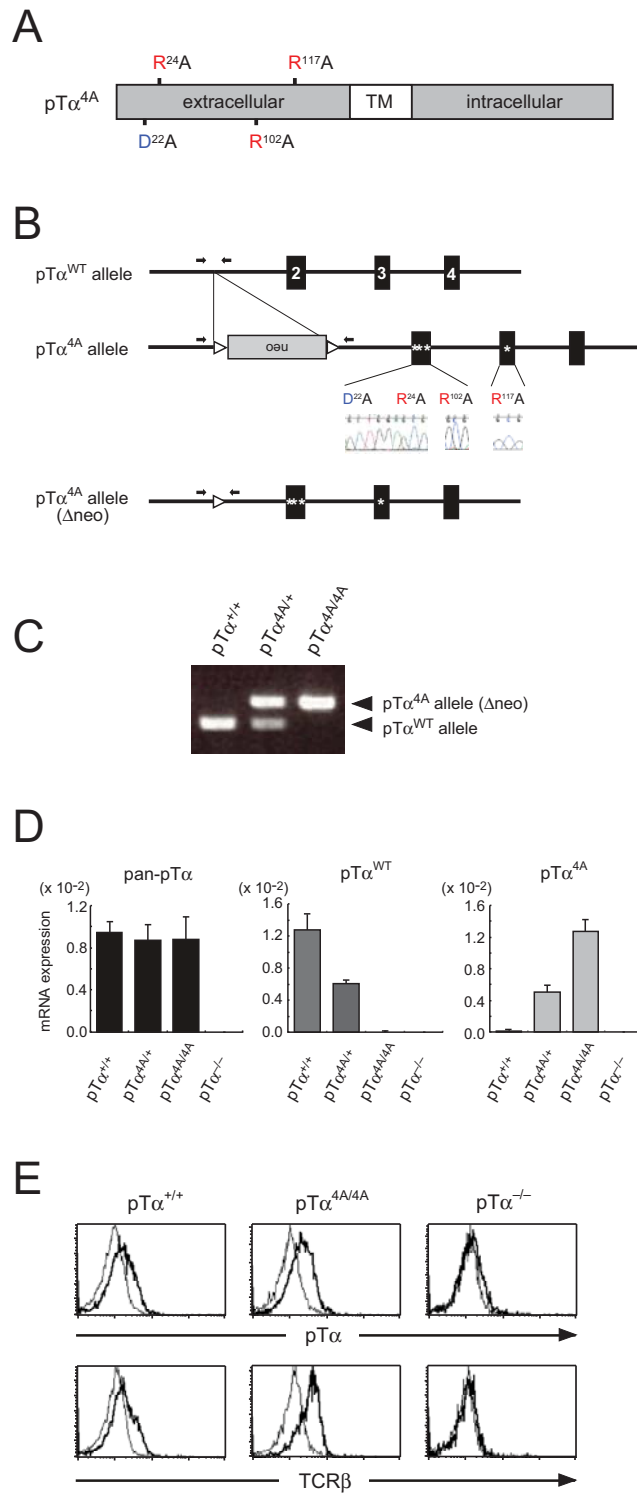 A
R²⁴A R¹¹⁷A
pTα⁴ᴬ extracellular TM intracellular
D²²A R¹⁰²A
B
pTαᵂᵀ allele 2 3 4
pTα⁴ᴬ allele neo *** *
D²²A R²⁴A R¹⁰²A R¹¹⁷A
pTα⁴ᴬ allele
(Δneo) *** *
C
pTα⁺/⁺ pTα⁴ᴬ/⁺ pTα⁴ᴬ/⁴ᴬ
pTα⁴ᴬ allele (Δneo)
pTαᵂᵀ allele
D
pan-pTα pTαᵂᵀ pTα⁴ᴬ
(x 10⁻²) (x 10⁻²) (x 10⁻²)
mRNA expression
1.2 0.8 0.4 0.0
1.6 1.2 0.8 0.4 0.0
1.6 1.2 0.8 0.4 0.0
pTα⁺/⁺ pTα⁴ᴬ/⁺ pTα⁴ᴬ/⁴ᴬ pTα⁻/⁻
pTα⁺/⁺ pTα⁴ᴬ/⁺ pTα⁴ᴬ/⁴ᴬ pTα⁻/⁻
pTα⁺/⁺ pTα⁴ᴬ/⁺ pTα⁴ᴬ/⁴ᴬ pTα⁻/⁻
E
pTα⁺/⁺ pTα⁴ᴬ/⁴ᴬ pTα⁻/⁻
pTα
TCRβ